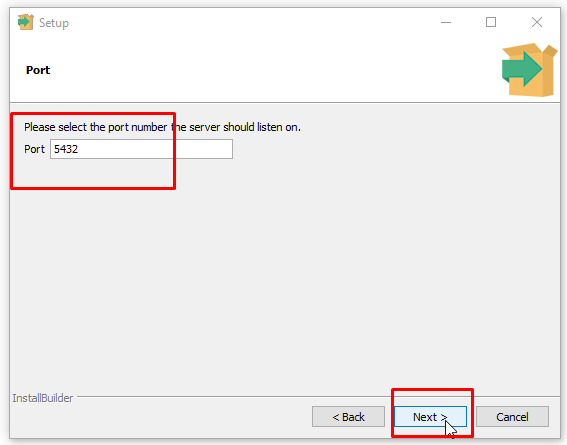 Setup
Port
Please select the port number the server should listen on.
Port 5432
InstallBuilder
< Back Next > Cancel